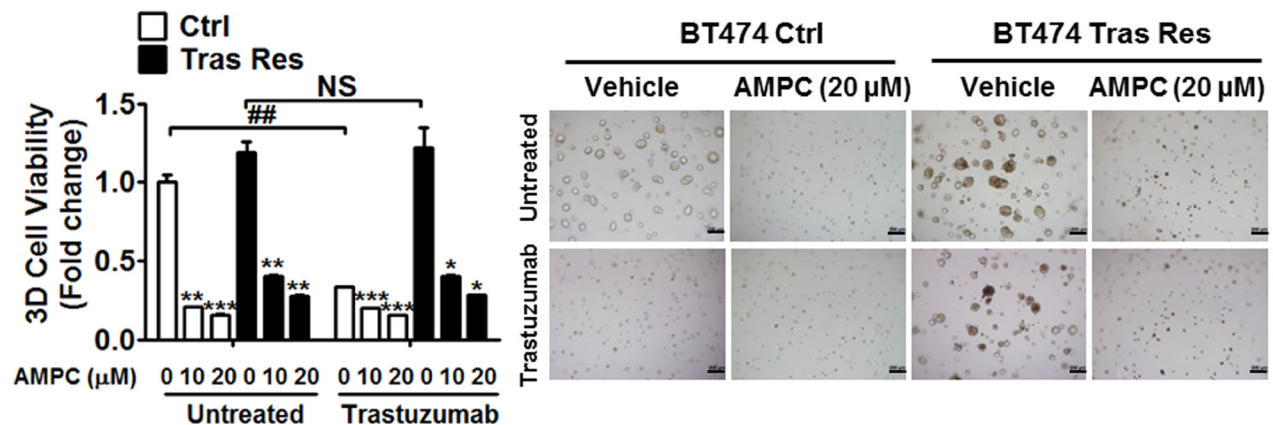 Ctrl
Tras Res
3D Cell Viability
(Fold change)
1.5
1.0
0.5
0.0
##
NS
** *** ** ** *** *** * *
AMPC (μM) 0 10 20 0 10 20 0 10 20 0 10 20
Untreated Trastuzumab
BT474 Ctrl BT474 Tras Res
Vehicle AMPC (20 μM) Vehicle AMPC (20 μM)
Untreated
Trastuzumab